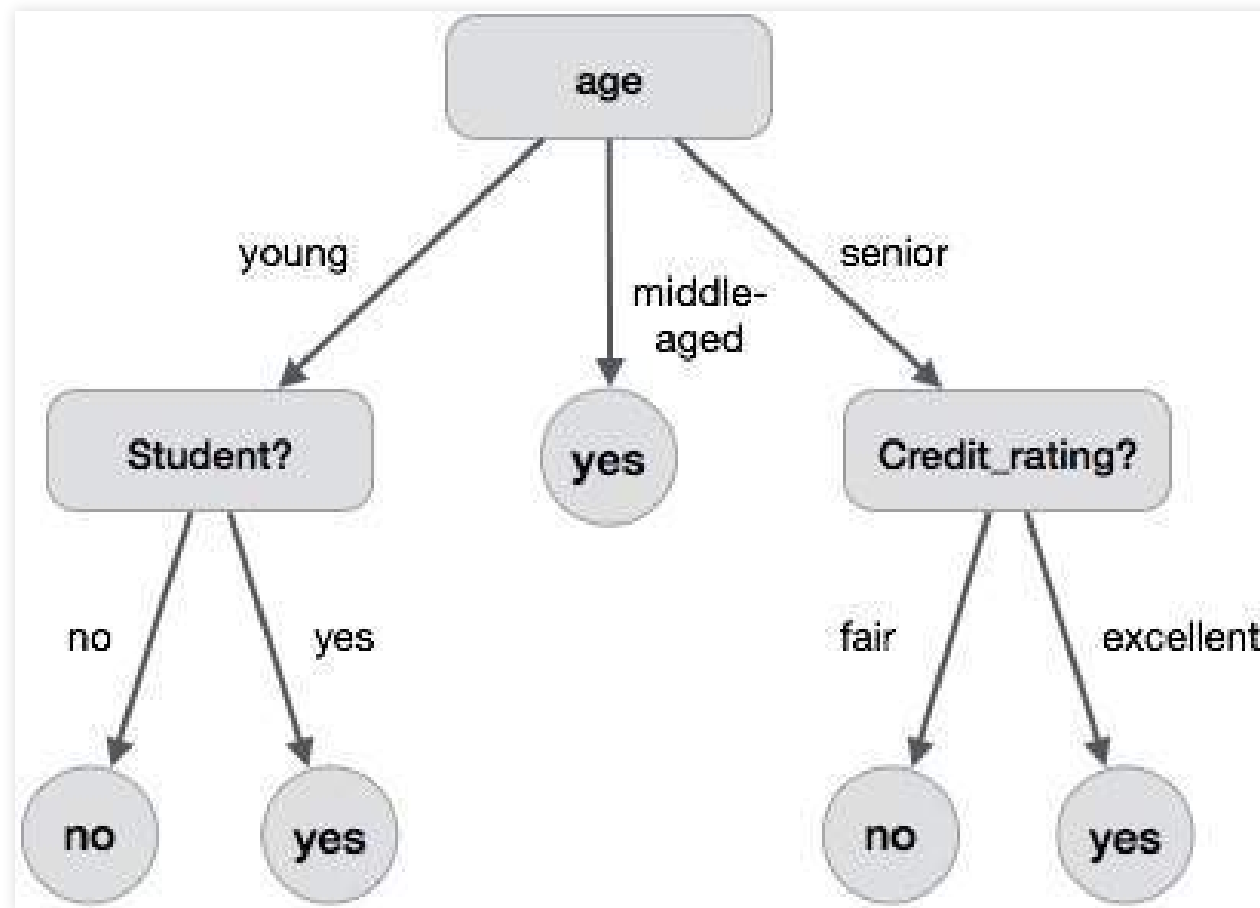 age
young
senior
middle-
aged
Student?
yes
Credit_rating?
no
yes
fair
excellent
no
yes
no
yes